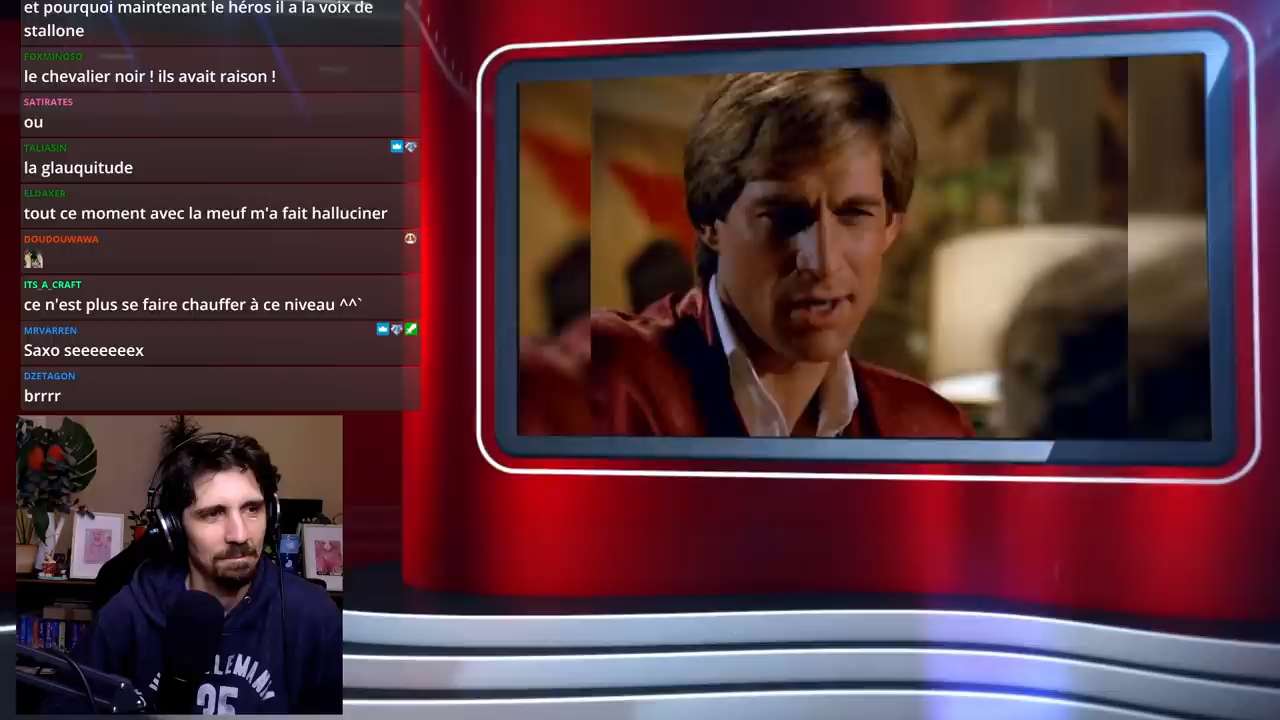 et pourquoi maintenant le héros il a la voix de
stallone
FOXMINOSO
le chevalier noir ! ils avait raison !
SATIRATES
ou
TALIASIN
la glauquitude
ELDAXER
tout ce moment avec la meuf m'a fait halluciner
DOUDOUWAWA
ITS_A_CRAFT
ce n'est plus se faire chauffer à ce niveau ^^`
MRVARREN
Saxo seeeeeeex
DZETAGON
brrrr
35